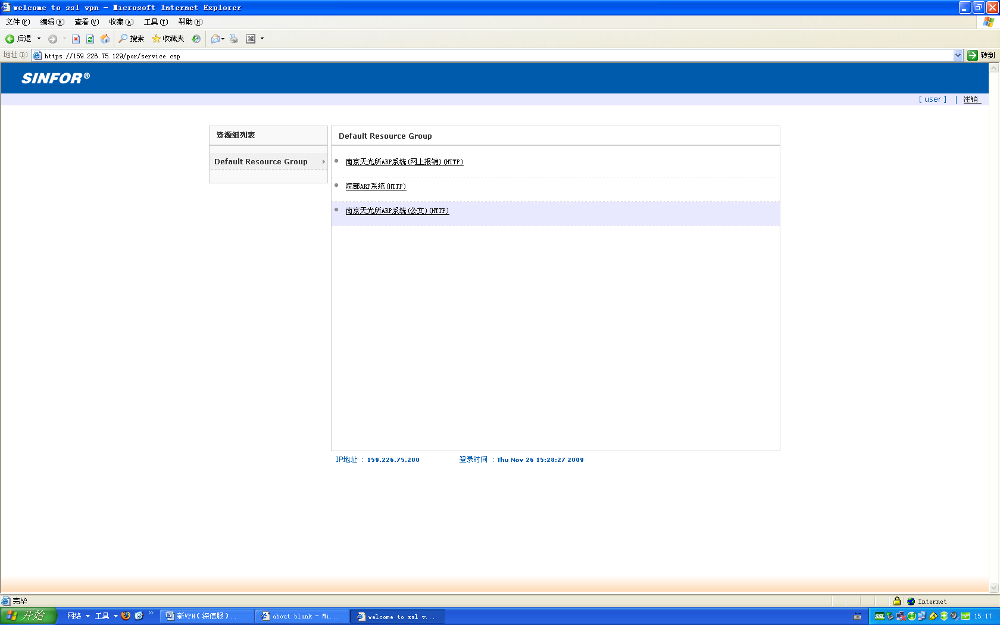 welcome to ssl vpn - Microsoft Internet Explorer
文件(F) 编辑(E) 查看(V) 收藏(A) 工具(T) 帮助(H)
后退 搜索 收藏夹
地址(D) https://159.226.75.129/por/service.csp 转到
SINFOR®
[ user ] | 注销
资源组列表
Default Resource Group
Default Resource Group
南京天光所ARP系统(网上报销)(HTTP)
院部ARP系统(HTTP)
南京天光所ARP系统(公文)(HTTP)
IP地址 : 159.226.75.200 登录时间 : Thu Nov 26 15:28:27 2009
完毕 Internet
开始 网络 工具 » 新VPN(深信服)... about:blank - Mi... welcome to ssl v... SSL 15:17